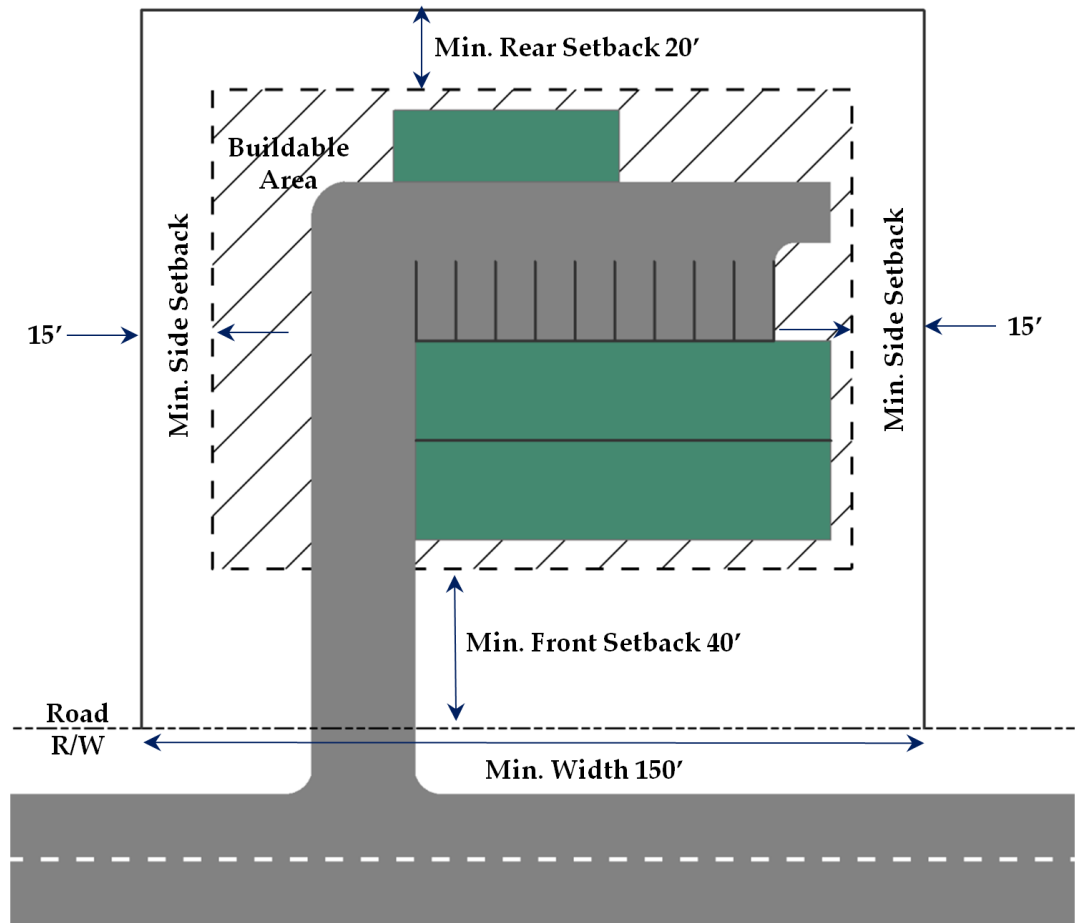 Min. Rear Setback 20’
Buildable
Area
Min. Side Setback
Min. Side Setback
15’
15’
Min. Front Setback 40’
Road
R/W
Min. Width 150’